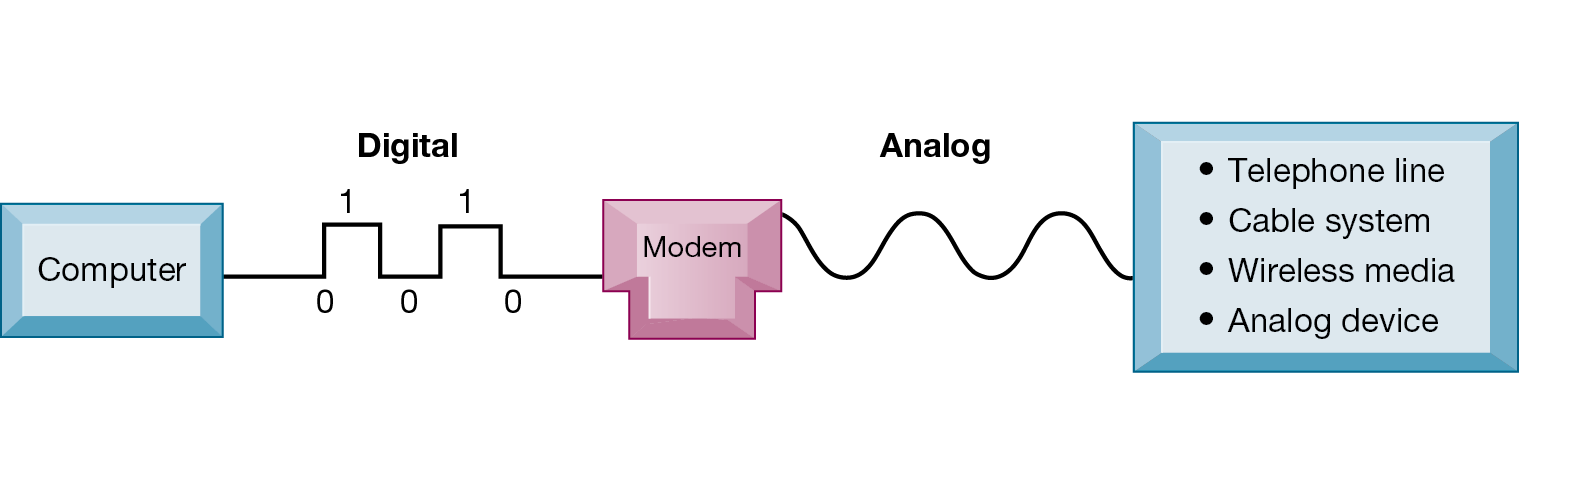 Digital
Analog
1 1
Computer
0 0 0
Modem
• Telephone line
• Cable system
• Wireless media
• Analog device